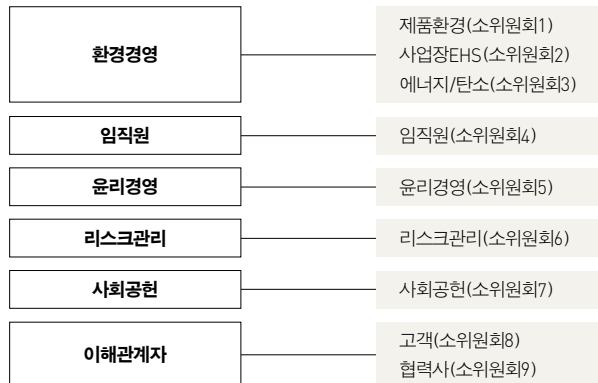 환경경영
제품환경(소위원회1)
사업장EHS(소위원회2)
에너지/탄소(소위원회3)
임직원
임직원(소위원회4)
윤리경영
윤리경영(소위원회5)
리스크관리
리스크관리(소위원회6)
사회공헌
사회공헌(소위원회7)
이해관계자
고객(소위원회8)
협력사(소위원회9)